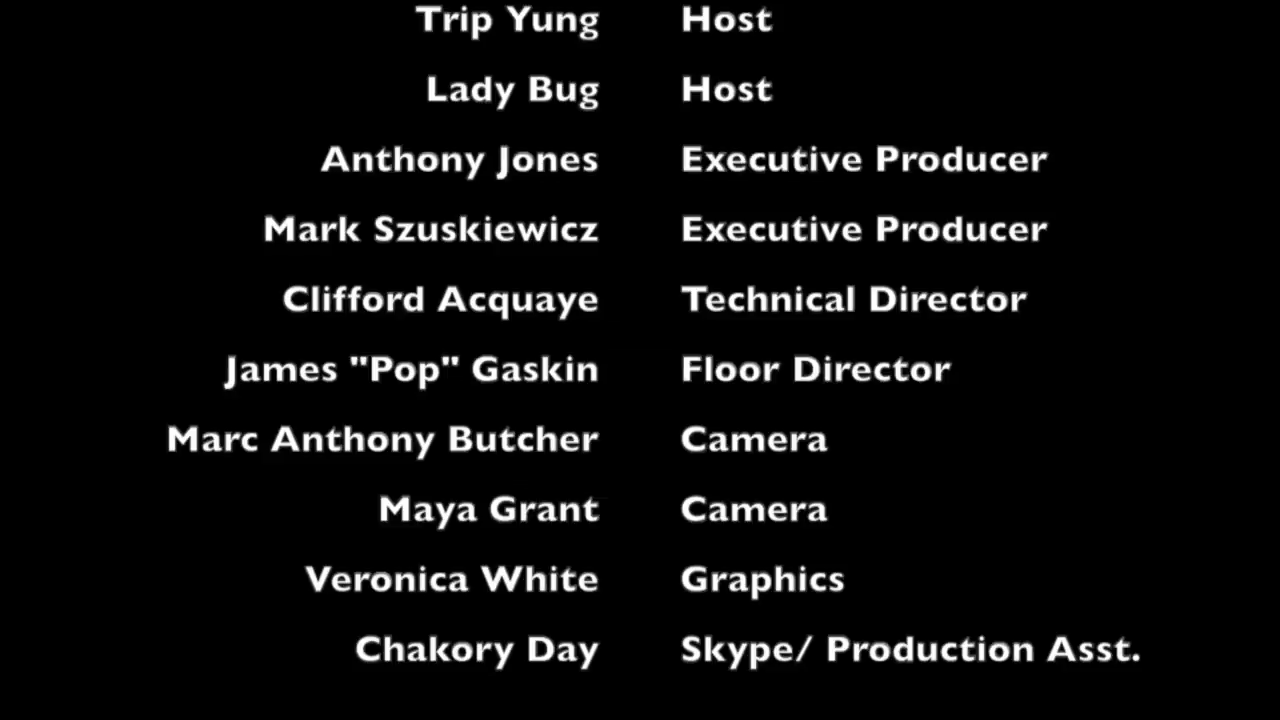 Trip Yung Host
Lady Bug Host
Anthony Jones Executive Producer
Mark Szuskiewicz Executive Producer
Clifford Acquaye Technical Director
James "Pop" Gaskin Floor Director
Marc Anthony Butcher Camera
Maya Grant Camera
Veronica White Graphics
Chakory Day Skype/ Production Asst.